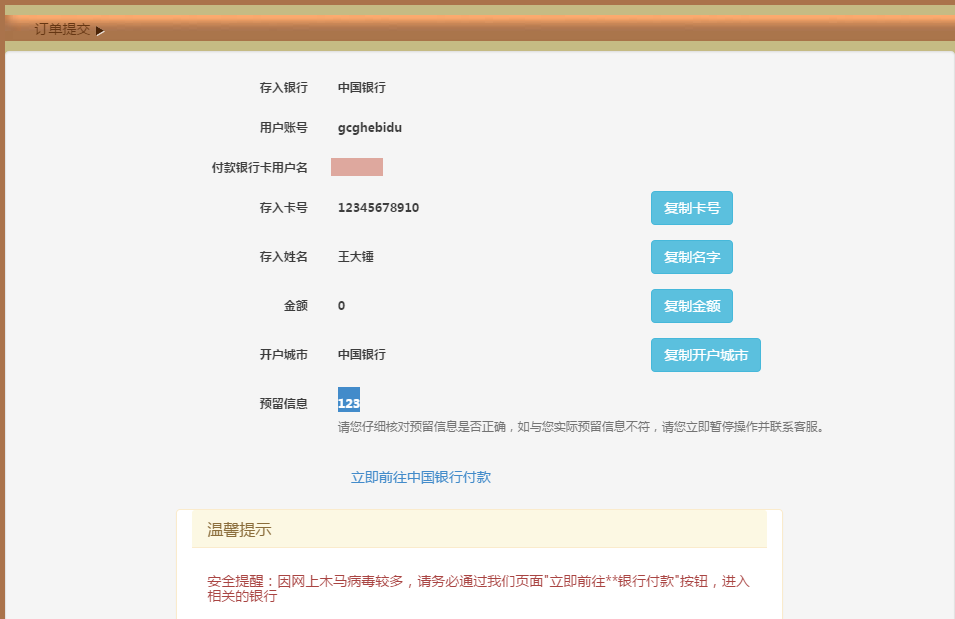 订单提交
存入银行 中国银行
用户账号 gcghebidu
付款银行卡用户名
存入卡号 12345678910 复制卡号
存入姓名 王大锤 复制名字
金额 0 复制金额
开户城市 中国银行 复制开户城市
预留信息 123
请您仔细核对预留信息是否正确，如与您实际预留信息不符，请您立即暂停操作并联系客服。
立即前往中国银行付款
温馨提示
安全提醒：因网上木马病毒较多，请务必通过我们页面"立即前往**银行付款"按钮，进入
相关的银行